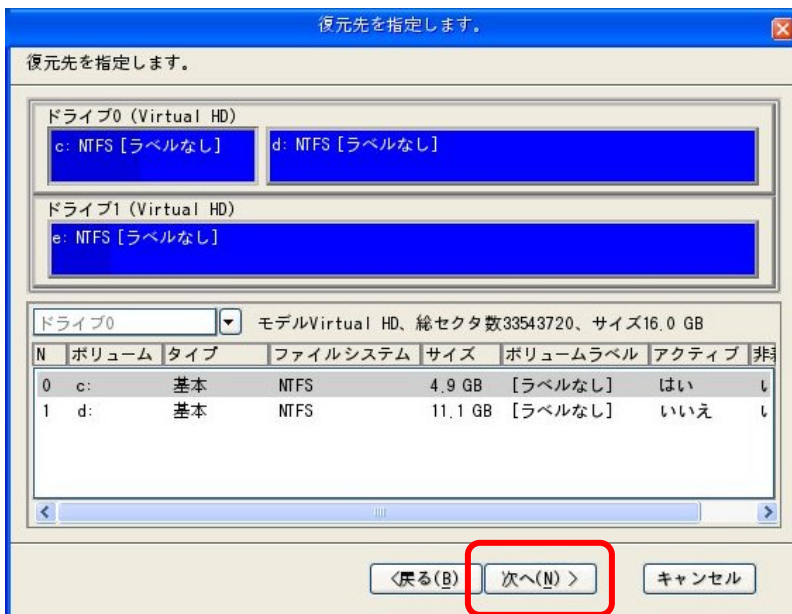 復元先を指定します。
復元先を指定します。
ドライブ0 (Virtual HD)
c: NTFS [ラベルなし] d: NTFS [ラベルなし]
ドライブ1 (Virtual HD)
e: NTFS [ラベルなし]
ドライブ0 モデルVirtual HD、総セクタ数33543720、サイズ16.0 GB
N ボリューム タイプ ファイルシステム サイズ ボリュームラベル アクティブ
0 c: 基本 NTFS 4.9 GB [ラベルなし] はい
1 d: 基本 NTFS 11.1 GB [ラベルなし] いいえ
<戻る(B) 次へ(N) > キャンセル